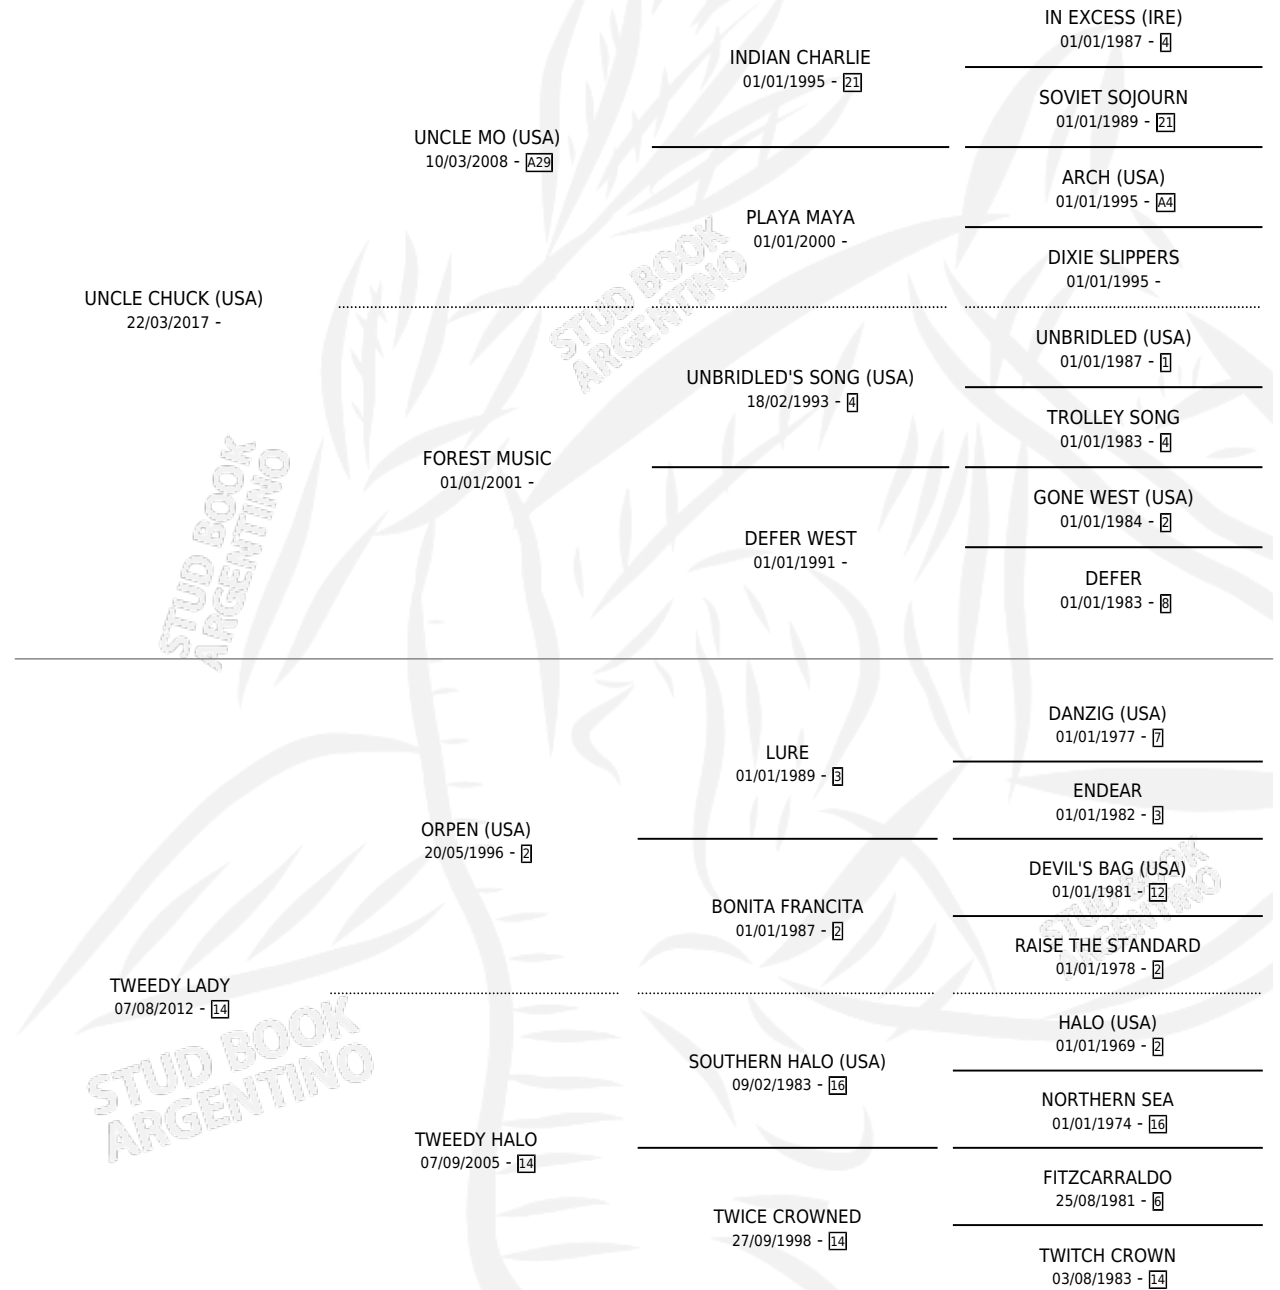 IN EXCESS (IRE)
01/01/1987 - 4
INDIAN CHARLIE
01/01/1995 - 21
SOVIET SOJOURN
01/01/1989 - 21
UNCLE MO (USA)
10/03/2008 - A29
ARCH (USA)
01/01/1995 - A4
PLAYA MAYA
01/01/2000 -
DIXIE SLIPPERS
01/01/1995 -
UNCLE CHUCK (USA)
22/03/2017 -
UNBRIDLED (USA)
01/01/1987 - 1
UNBRIDLED'S SONG (USA)
18/02/1993 - 4
TROLLEY SONG
01/01/1983 - 4
FOREST MUSIC
01/01/2001 -
GONE WEST (USA)
01/01/1984 - 2
DEFER WEST
01/01/1991 -
DEFER
01/01/1983 - 8
DANZIG (USA)
01/01/1977 - 7
LURE
01/01/1989 - 3
ENDEAR
01/01/1982 - 3
ORPEN (USA)
20/05/1996 - 2
DEVIL'S BAG (USA)
01/01/1981 - 12
BONITA FRANCITA
01/01/1987 - 2
RAISE THE STANDARD
01/01/1978 - 2
TWEEDY LADY
07/08/2012 - 14
HALO (USA)
01/01/1969 - 2
SOUTHERN HALO (USA)
09/02/1983 - 16
NORTHERN SEA
01/01/1974 - 16
TWEEDY HALO
07/09/2005 - 14
FITZCARRALDO
25/08/1981 - 6
TWICE CROWNED
27/09/1998 - 14
TWITCH CROWN
03/08/1983 - 14
STUD BOOK
ARGENTINO
STUD BOOK
ARGENTINO
STUD BOOK
ARGENTINO
STUD BOOK
ARGENTINO